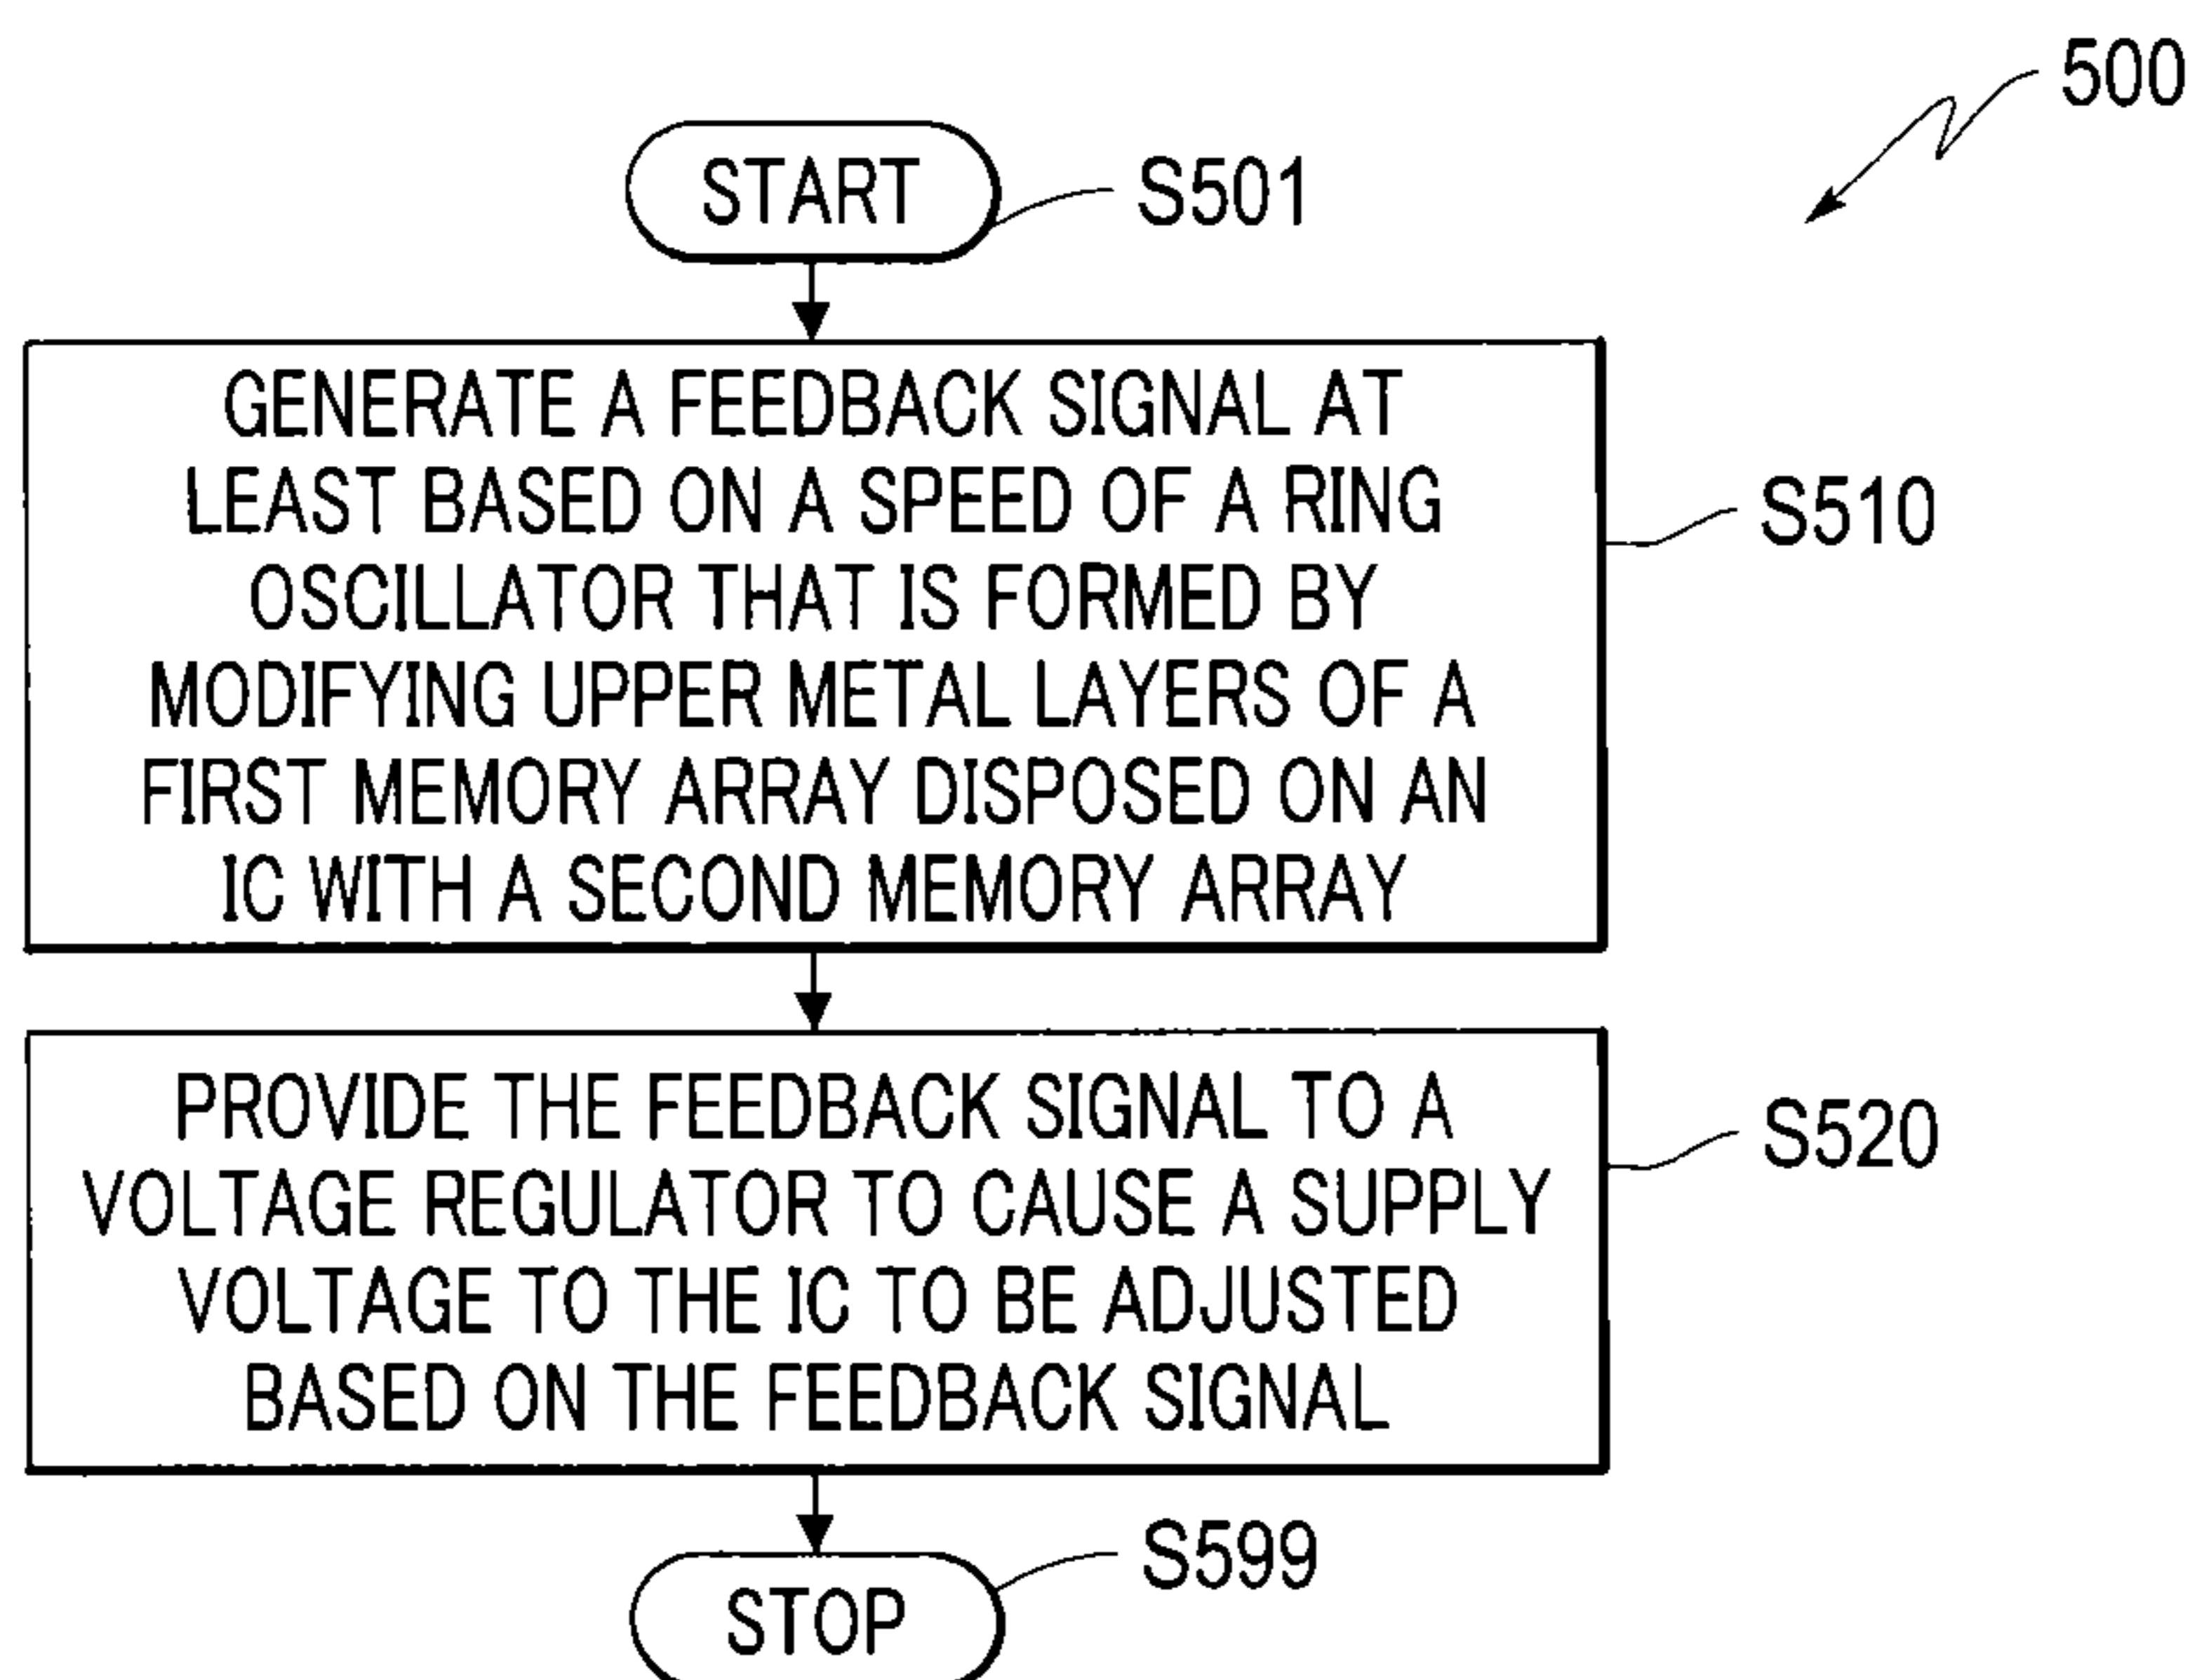 500
START
S501
GENERATE A FEEDBACK SIGNAL AT
LEAST BASED ON A SPEED OF A RING
OSCILLATOR THAT IS FORMED BY
MODIFYING UPPER METAL LAYERS OF A
FIRST MEMORY ARRAY DISPOSED ON AN
IC WITH A SECOND MEMORY ARRAY
S510
PROVIDE THE FEEDBACK SIGNAL TO A
VOLTAGE REGULATOR TO CAUSE A SUPPLY
VOLTAGE TO THE IC TO BE ADJUSTED
BASED ON THE FEEDBACK SIGNAL
S520
STOP
S599